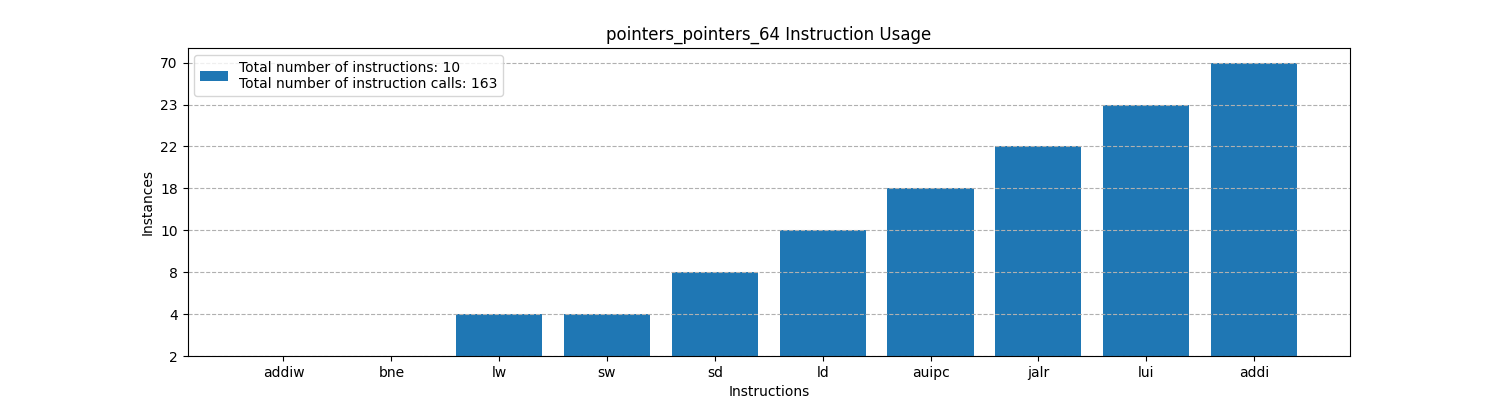 pointers_pointers_64 Instruction Usage
Total number of instructions: 10
Total number of instruction calls: 163
70
23
22
18
10
8
4
2
Instances
addiw bne lw sw sd ld auipc jalr lui addi
Instructions